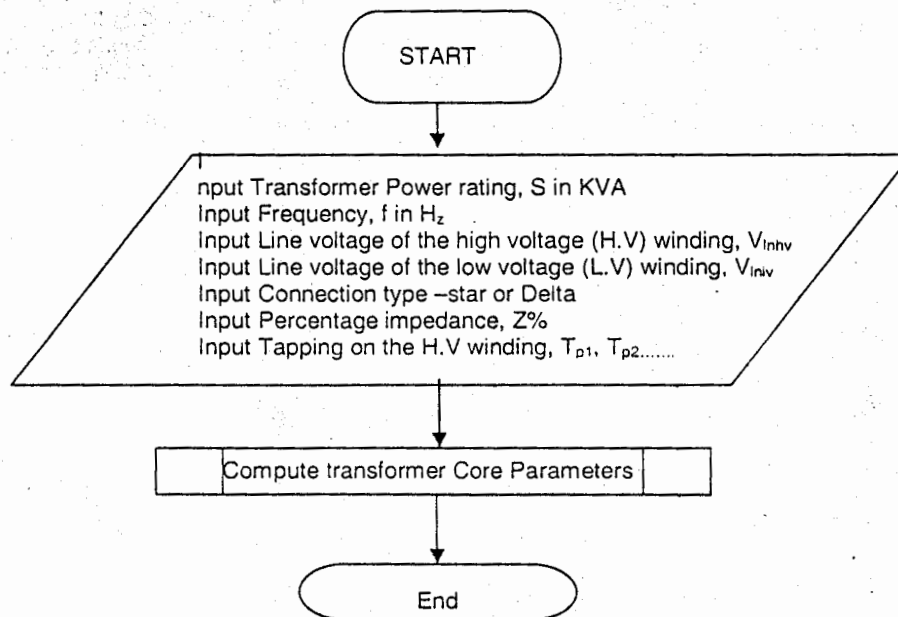 START
Input Transformer Power rating, S in KVA
Input Frequency, f in Hz
Input Line voltage of the high voltage (H.V) winding, Vlnhv
Input Line voltage of the low voltage (L.V) winding, Vlnlv
Input Connection type –star or Delta
Input Percentage impedance, Z%
Input Tapping on the H.V winding, Tp1, Tp2.......
Compute transformer Core Parameters
End